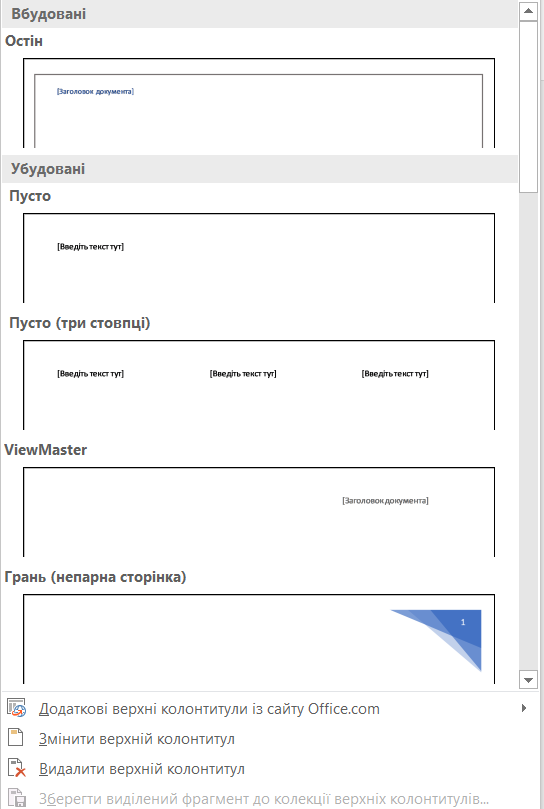 Вбудовані
Остін
[Заголовок документа]
Убудовані
Пусто
[Введіть текст тут]
Пусто (три стовпці)
[Введіть текст тут] [Введіть текст тут] [Введіть текст тут]
ViewMaster
[Заголовок документа]
Грань (непарна сторінка)
1
Додаткові верхні колонтитули із сайту Office.com
Змінити верхній колонтитул
Видалити верхній колонтитул
Зберегти виділений фрагмент до колекції верхніх колонтитулів...